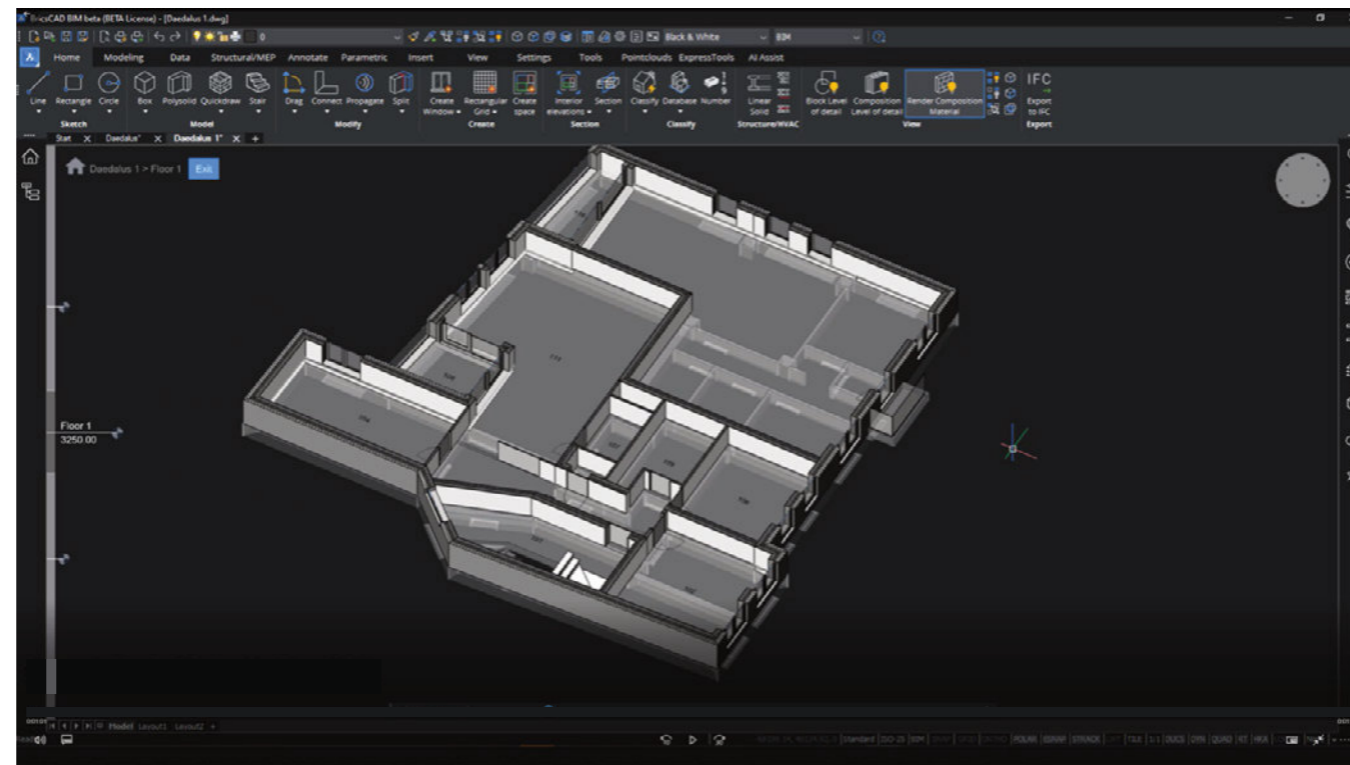 BricsCAD BIM beta (BETA License) - [Daedalus 1.dwg]
0 Black & White BIM
Home Modeling Data Structural/MEP Annotate Parametric Insert View Settings Tools Pointclouds ExpressTools AI Assist
Line Rectangle Circle Box Polysolid Quickdraw Stair Drag Connect Propagate Split Create Rectangular Create Interior Section Classify Database Number Linear Block Level Composition Render Composition IFC Export
Window Grid space elevations Solid of detail Level of detail Material to IFC
Sketch Model Modify Create Section Classify Structure/HVAC View Export
Start X Daedalus* X Daedalus 1* X +
Daedalus 1 > Floor 1 Exit
Floor 1
3250.00
Model Layout1 Layout2 +
Standard ISO-25 BIM SNAP GRID ORTHO POLAR ESNAP STRACK LWT TILE 1:1 DUCS DYN QUAD RT HKA